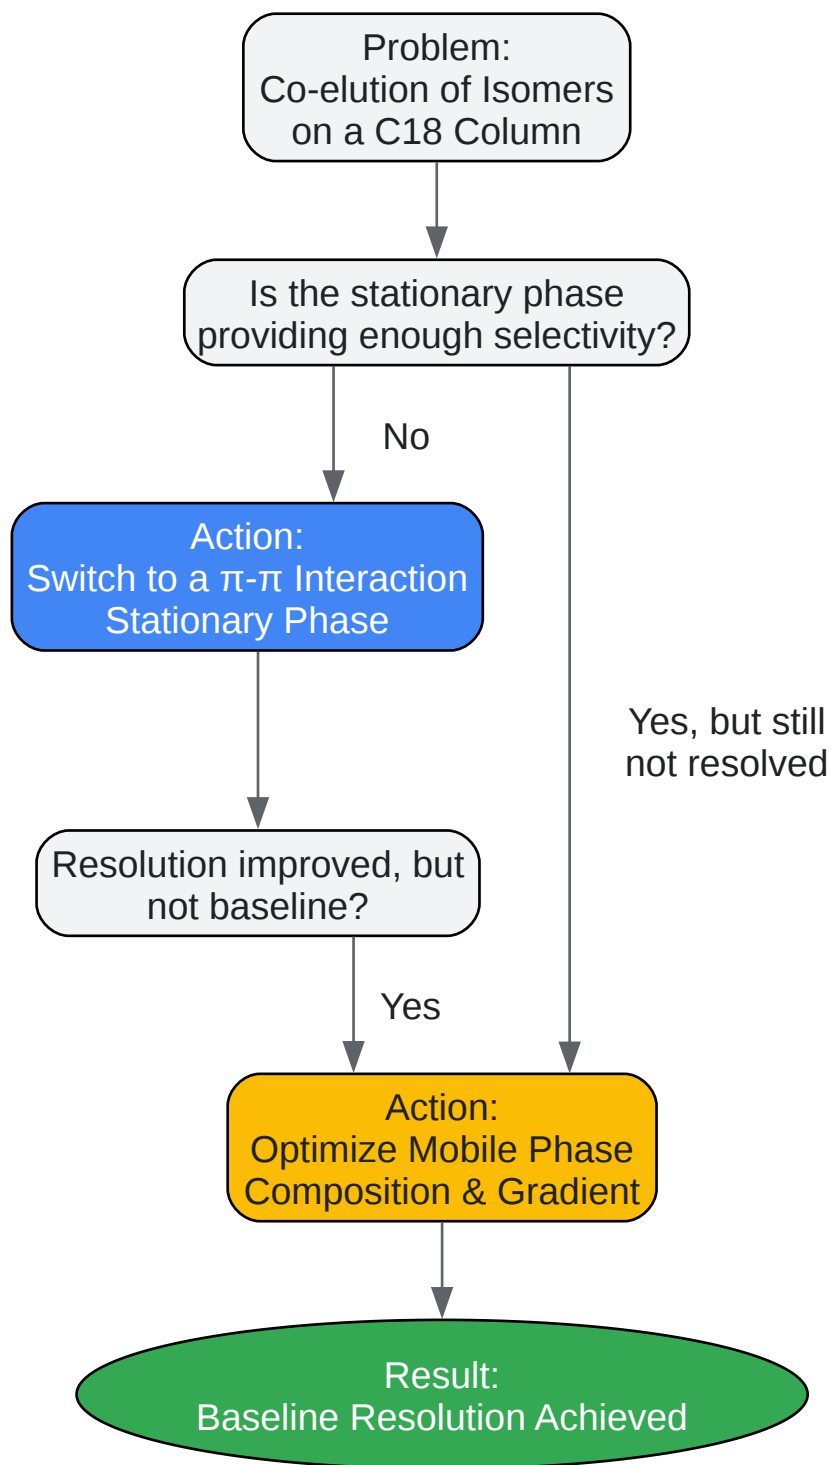 Problem:
Co-elution of Isomers
on a C18 Column
Is the stationary phase
providing enough selectivity?
No
Action:
Switch to a π-π Interaction
Stationary Phase
Yes, but still
not resolved
Resolution improved, but
not baseline?
Yes
Action:
Optimize Mobile Phase
Composition & Gradient
Result:
Baseline Resolution Achieved